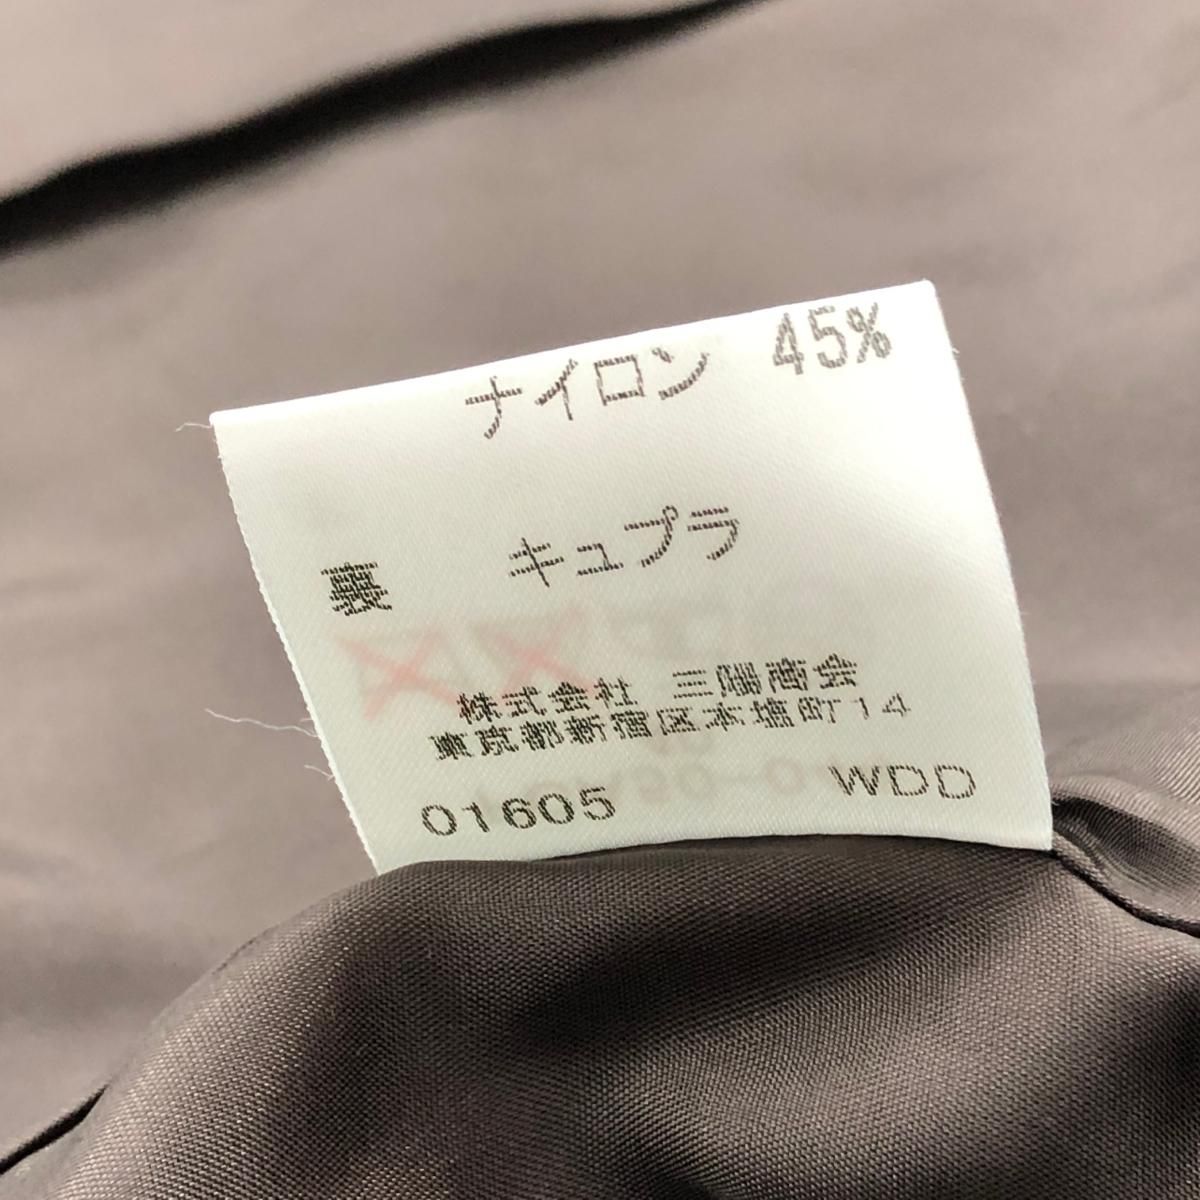 ナイロン 45%
裏 キュプラ
株式会社 三陽商会
東京都新宿区本塩町14
01605 WDD